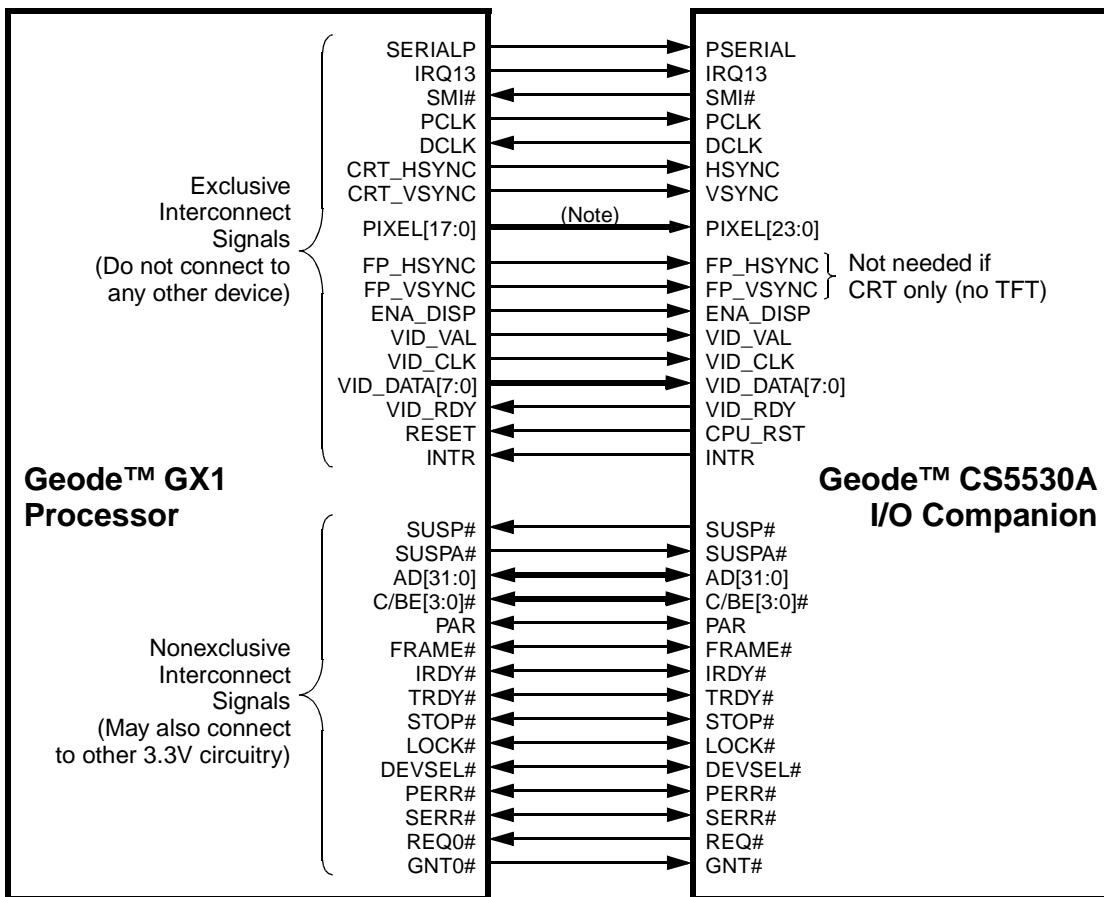 SERIALP PSERIAL
IRQ13 IRQ13
SMI# SMI#
PCLK PCLK
DCLK DCLK
CRT_HSYNC HSYNC
CRT_VSYNC VSYNC
PIXEL[17:0] (Note) PIXEL[23:0]
FP_HSYNC FP_HSYNC
FP_VSYNC FP_VSYNC
Not needed if
CRT only (no TFT)
ENA_DISP ENA_DISP
VID_VAL VID_VAL
VID_CLK VID_CLK
VID_DATA[7:0] VID_DATA[7:0]
VID_RDY VID_RDY
RESET CPU_RST
INTR INTR
Exclusive
Interconnect
Signals
(Do not connect to
any other device)
Geode™ GX1
Processor
Geode™ CS5530A
I/O Companion
SUSP# SUSP#
SUSPA# SUSPA#
AD[31:0] AD[31:0]
C/BE[3:0]# C/BE[3:0]#
PAR PAR
FRAME# FRAME#
IRDY# IRDY#
TRDY# TRDY#
STOP# STOP#
LOCK# LOCK#
DEVSEL# DEVSEL#
PERR# PERR#
SERR# SERR#
REQ0# REQ#
GNT0# GNT#
Nonexclusive
Interconnect
Signals
(May also connect
to other 3.3V circuitry)